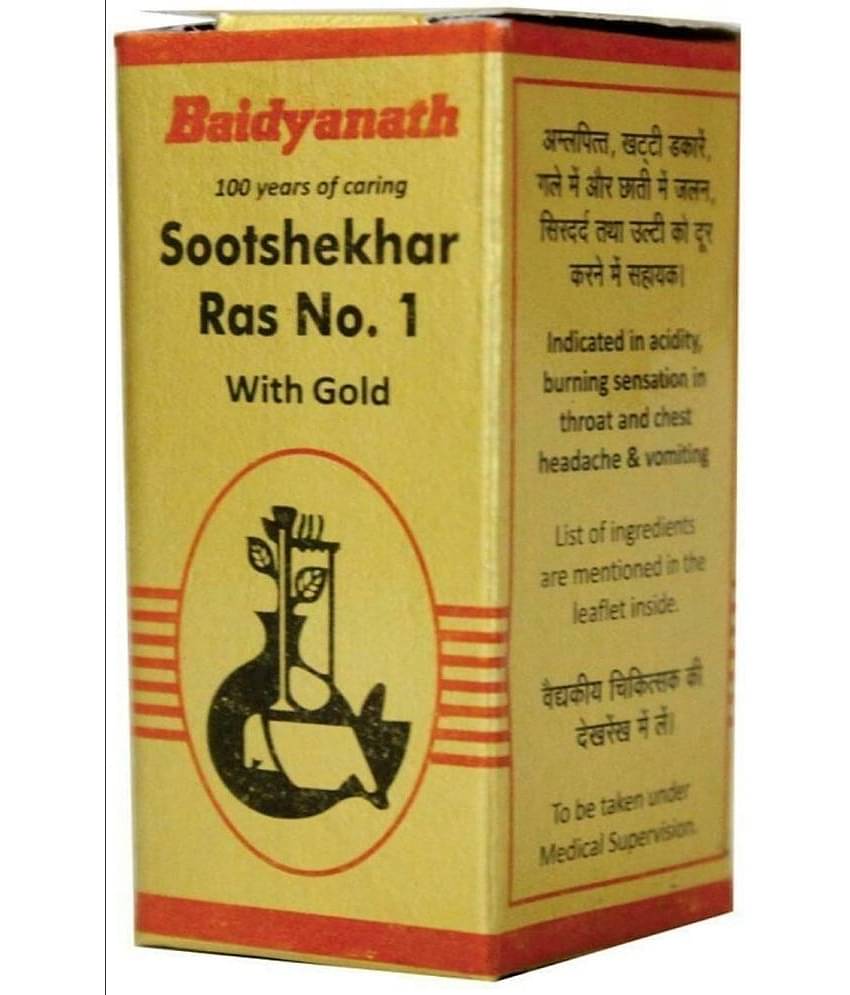 Baidyanath
100 years of caring
Sootshekhar
Ras No. 1
With Gold
अम्लपित्त, खट्टी डकारें,
गले में और छाती में जलन,
सिरदर्द तथा उल्टी को दूर
करने में सहायक।
Indicated in acidity,
burning sensation in
throat and chest
headache & vomiting
List of ingredients
are mentioned in the
leaflet inside.
वैद्यकीय चिकित्सक की
देखरेंख में लें।
To be taken under
Medical Supervision.